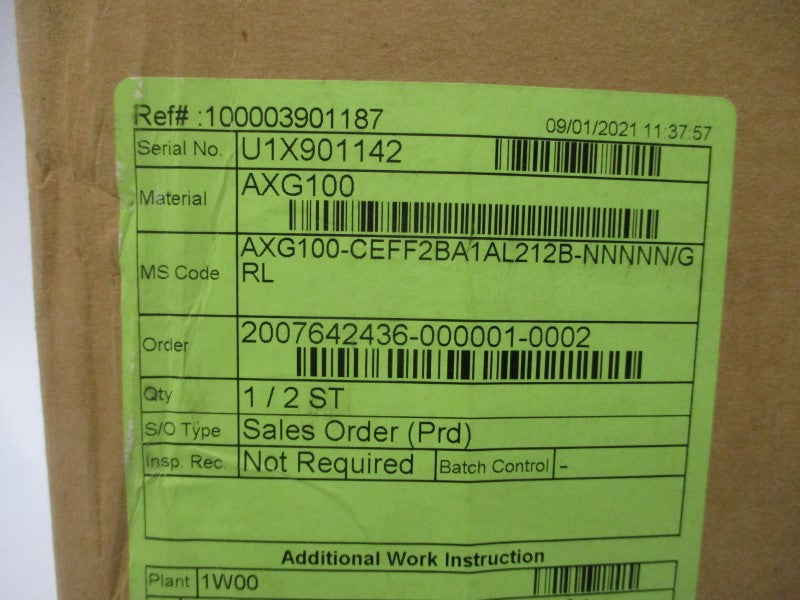 Ref# :100003901187
09/01/2021 11:37:57
Serial No. U1X901142
Material AXG100
MS Code AXG100-CEFF2BA1AL212B-NNNNN/G
RL
Order 2007642436-000001-0002
Qty 1 / 2 ST
S/O Type Sales Order (Prd)
Insp. Rec. Not Required Batch Control -
Additional Work Instruction
Plant 1W00